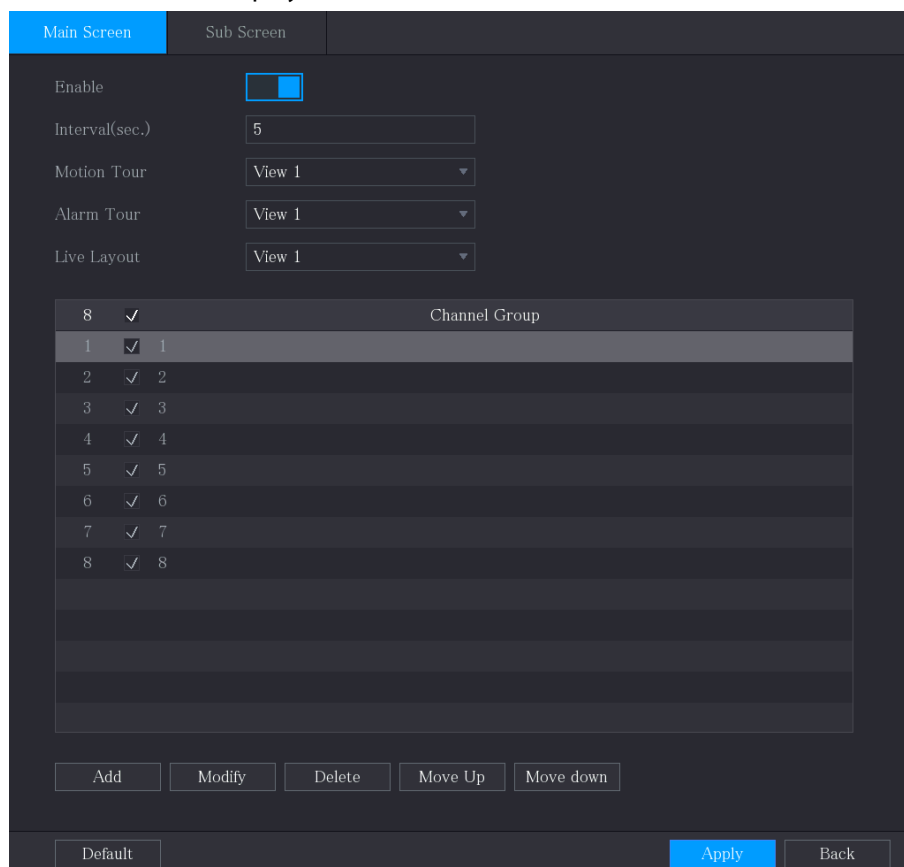 Main Screen Sub Screen
Enable
Interval(sec.) 5
Motion Tour View 1
Alarm Tour View 1
Live Layout View 1
8 Channel Group
1 1
2 2
3 3
4 4
5 5
6 6
7 7
8 8
Add Modify Delete Move Up Move down
Default Apply Back